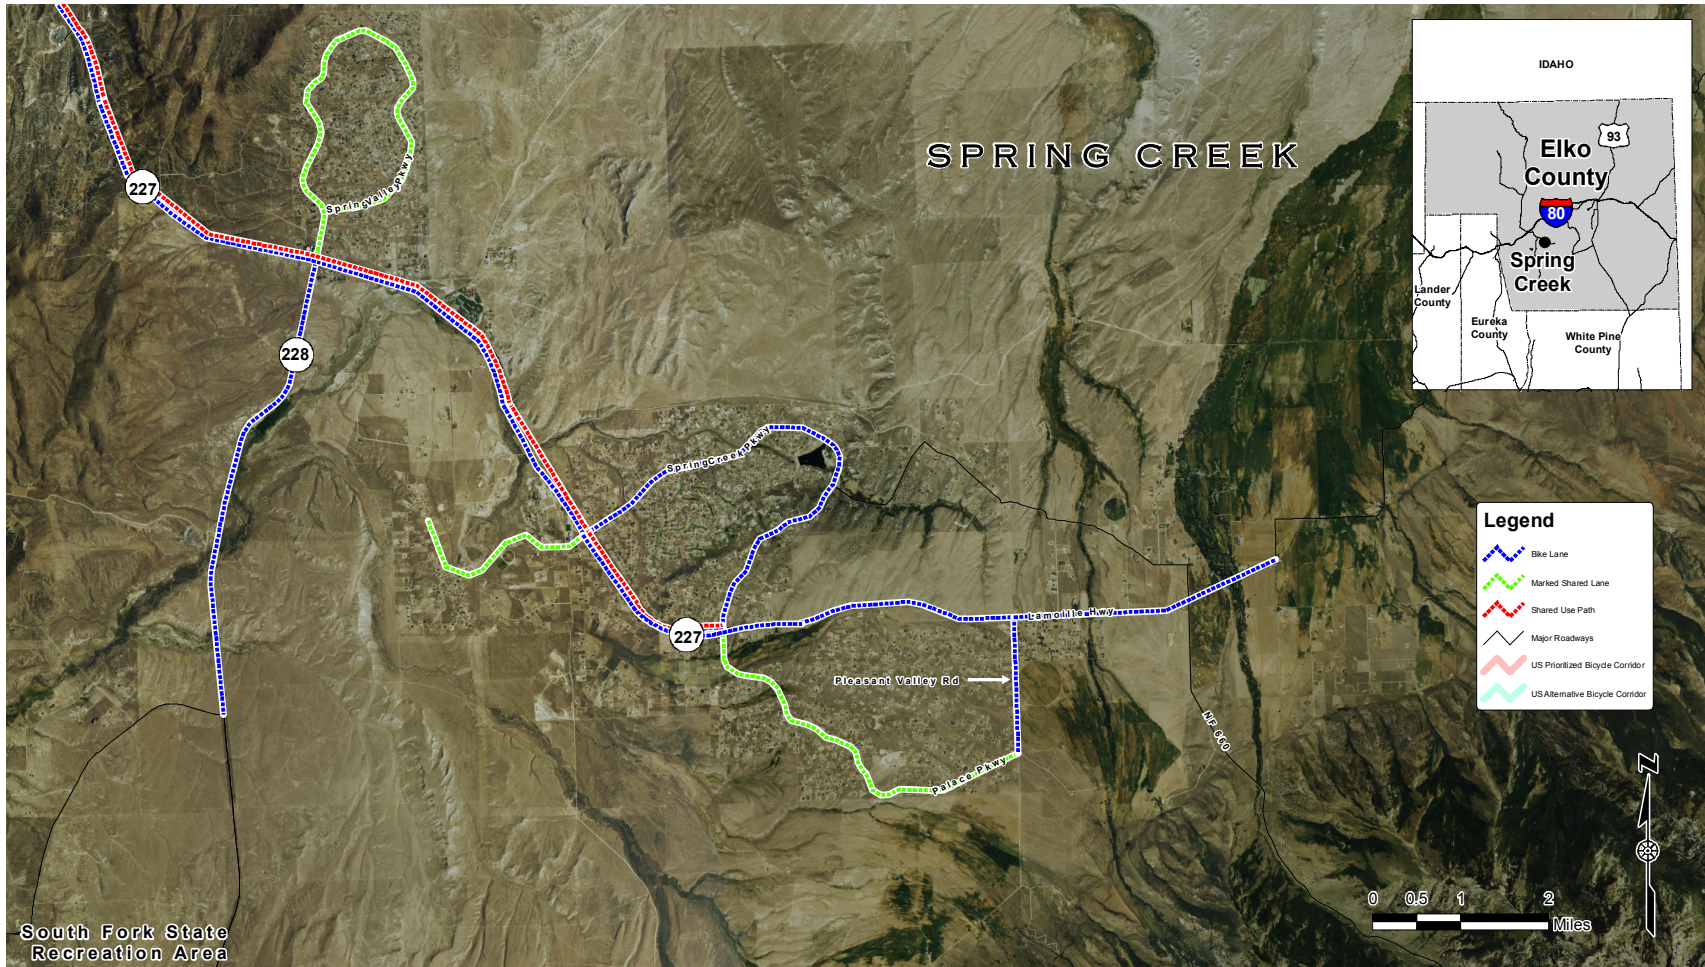 SPRING CREEK
IDAHO
93
Elko
County
80
Spring
Creek
Lander
County
Eureka
County
White Pine
County
227
Spring Valley Pkwy
228
Spring Creek Pkwy
Legend
Bike Lane
Marked Shared Lane
Shared Use Path
Major Roadways
US Prioritized Bicycle Corridor
US Alternative Bicycle Corridor
227
Lamoille Hwy
Pleasant Valley Rd
NF 660
Palace Pkwy
N
0 0.5 1 2
Miles
South Fork State
Recreation Area